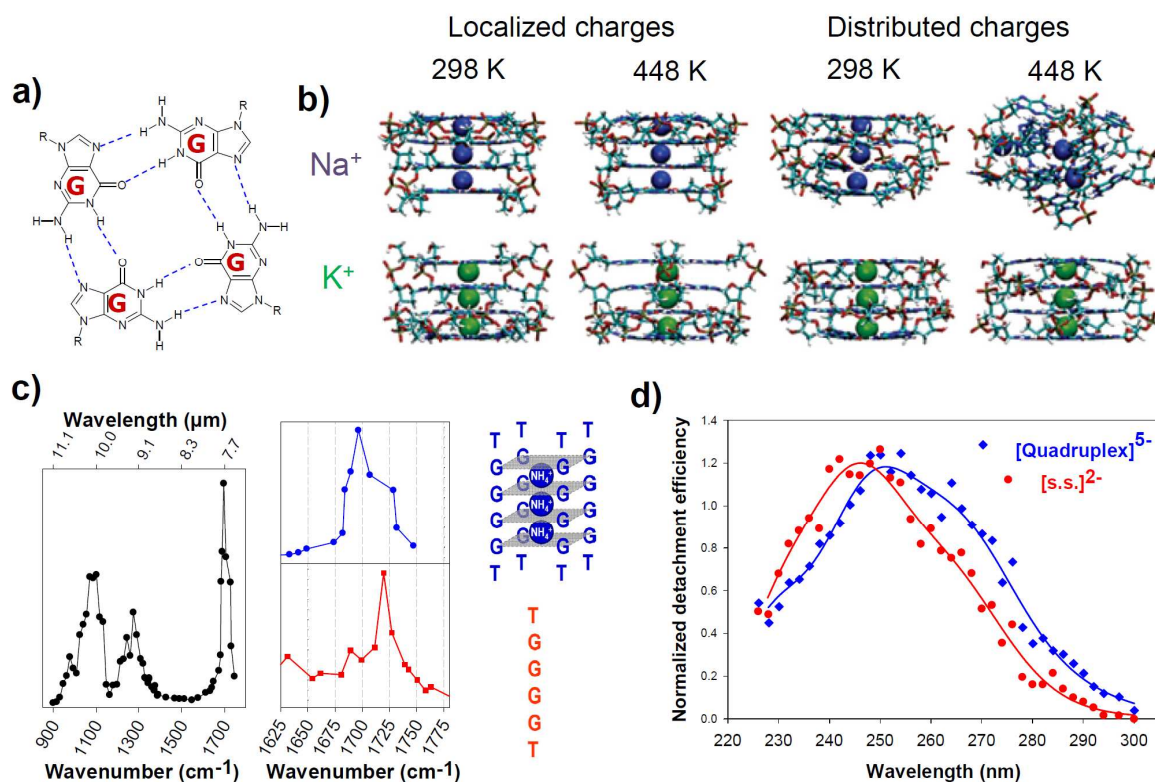 Localized charges
Distributed charges
298 K
448 K
298 K
448 K
a)
b)
Na⁺
K⁺
R
N
N
H
H
N
N
N
R
G
N
N
H
O
O
H
N
N
G
N
N
H
O
H
N
H
H
N
H
O
H
N
N
O
G
H
N
N
N
R
G
N
N
N
N
H
R
H
c)
Wavelength (µm)
11.1
10.0
9.1
8.3
7.7
900
1100
1300
1500
1700
Wavenumber (cm⁻¹)
1625
1650
1675
1700
1725
1750
1775
Wavenumber (cm⁻¹)
T
T
T
T
G
G
G
G
NH₄⁺
G
G
G
G
NH₄⁺
G
G
G
G
NH₄⁺
G
G
G
G
T
T
T
T
T
G
G
G
G
T
d)
Normalized detachment efficiency
1.4
1.2
1.0
0.8
0.6
0.4
0.2
0.0
[Quadruplex]⁵⁻
[s.s.]²⁻
220
230
240
250
260
270
280
290
300
Wavelength (nm)